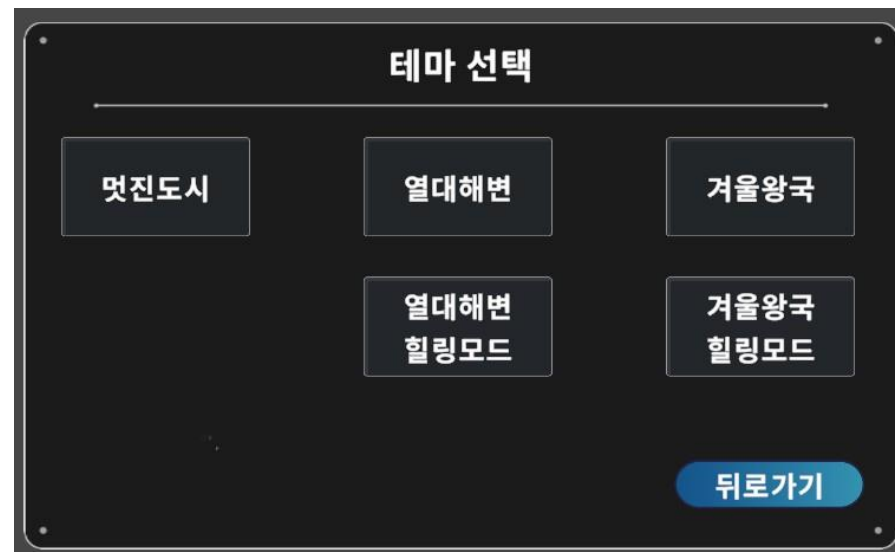 테마 선택
멋진도시
열대해변
겨울왕국
열대해변
힐링모드
겨울왕국
힐링모드
뒤로가기